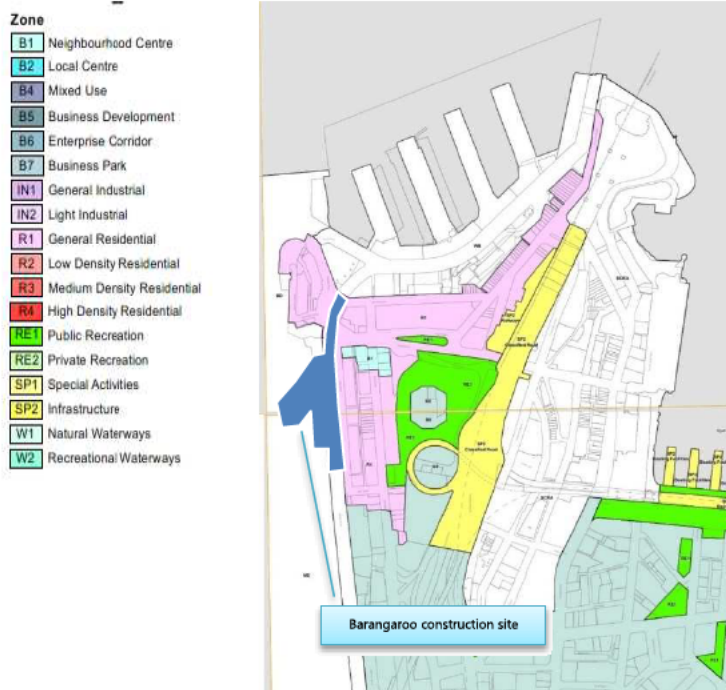 Zone
B1 Neighbourhood Centre
B2 Local Centre
B4 Mixed Use
B5 Business Development
B6 Enterprise Corridor
B7 Business Park
IN1 General Industrial
IN2 Light Industrial
R1 General Residential
R2 Low Density Residential
R3 Medium Density Residential
R4 High Density Residential
RE1 Public Recreation
RE2 Private Recreation
SP1 Special Activities
SP2 Infrastructure
W1 Natural Waterways
W2 Recreational Waterways
Barangaroo construction site